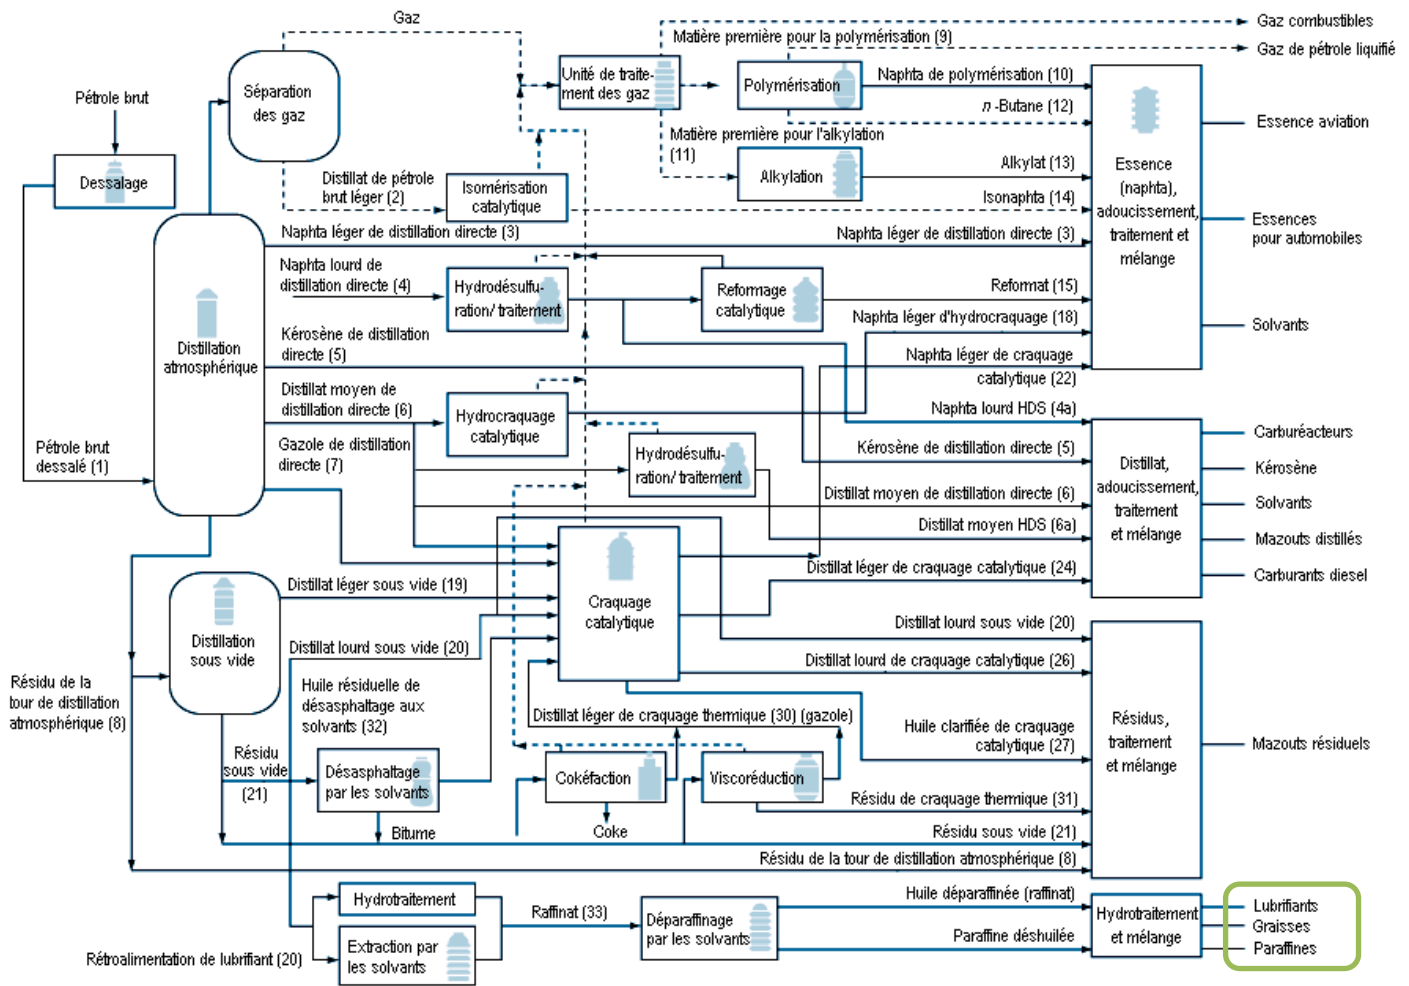 Gaz
Gaz combustibles
Matière première pour la polymérisation (9)
Gaz de pétrole liquifié
Unité de traite-
ment des gaz
Polymérisation
Naphta de polymérisation (10)
Séparation
des gaz
Pétrole brut
n -Butane (12)
Essence aviation
Matière première pour l'alkylation
(11)
Dessalage
Alkylation
Alkylat (13)
Essence
(naphta),
adoucissement,
traitement et
mélange
Distillat de pétrole
brut léger (2)
Isomérisation
catalytique
Isonaphta (14)
Essences
pour automobiles
Naphta léger de distillation directe (3)
Naphta léger de distillation directe (3)
Naphta lourd de
distillation directe (4)
Hydrodésulfu-
ration/ traitement
Reformage
catalytique
Reformat (15)
Naphta léger d'hydrocraquage (18)
Solvants
Distillation
atmosphérique
Kérosène de distillation
directe (5)
Naphta léger de craquage
catalytique (22)
Distillat moyen de
distillation directe (6)
Hydrocraquage
catalytique
Naphta lourd HDS (4a)
Carburéacteurs
Pétrole brut
dessalé (1)
Gazole de distillation
directe (7)
Hydrodésulfu-
ration/ traitement
Kérosène de distillation directe (5)
Distillat,
adoucissement,
traitement
et mélange
Kérosène
Distillat moyen de distillation directe (6)
Solvants
Distillat moyen HDS (6a)
Mazouts distillés
Distillat léger de craquage catalytique (24)
Carburants diesel
Distillat léger sous vide (19)
Craquage
catalytique
Distillation
sous vide
Distillat lourd sous vide (20)
Distillat lourd sous vide (20)
Distillat lourd de craquage catalytique (26)
Résidu de la
tour de distillation
atmosphérique (8)
Huile résiduelle de
désasphaltage aux
solvants (32)
Distillat léger de craquage thermique (30) (gazole)
Huile clarifiée de craquage
catalytique (27)
Résidus,
traitement
et mélange
Mazouts résiduels
Résidu
sous vide
(21)
Désasphaltage
par les solvants
Cokéfaction
Viscoréduction
Résidu de craquage thermique (31)
Bitume
Coke
Résidu sous vide (21)
Résidu de la tour de distillation atmosphérique (8)
Hydrotraitement
Raffinat (33)
Déparaffinage
par les solvants
Huile déparaffinée (raffinat)
Hydrotraitement
et mélange
Lubrifiants
Graisses
Paraffines
Extraction par
les solvants
Paraffine déshuilée
Rétroalimentation de lubrifiant (20)